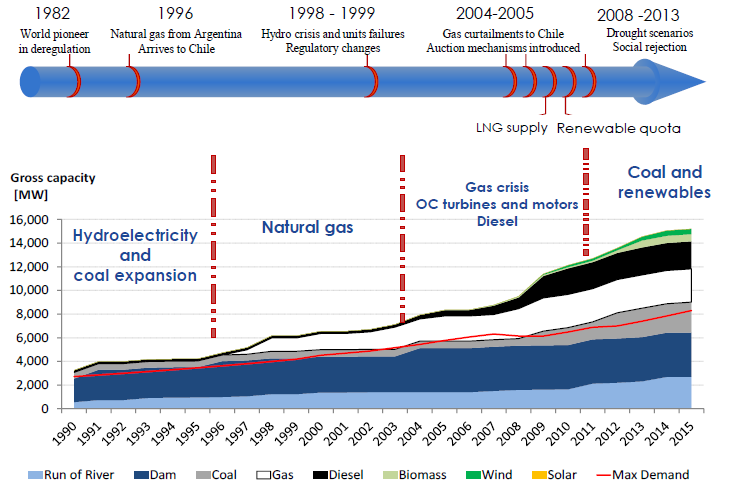 1982
1996
1998 - 1999
2004-2005
2008 -2013
World pioneer
in deregulation
Natural gas from Argentina
Arrives to Chile
Hydro crisis and units failures
Regulatory changes
Gas curtailments to Chile
Auction mechanisms introduced
Drought scenarios
Social rejection
LNG supply
Renewable quota
Gross capacity
[MW]
Hydroelectricity
and
coal expansion
Natural gas
Gas crisis
OC turbines and motors
Diesel
Coal and
renewables
16,000
14,000
12,000
10,000
8,000
6,000
4,000
2,000
0
1990
1991
1992
1993
1994
1995
1996
1997
1998
1999
2000
2001
2002
2003
2004
2005
2006
2007
2008
2009
2010
2011
2012
2013
2014
2015
Run of River
Dam
Coal
Gas
Diesel
Biomass
Wind
Solar
Max Demand